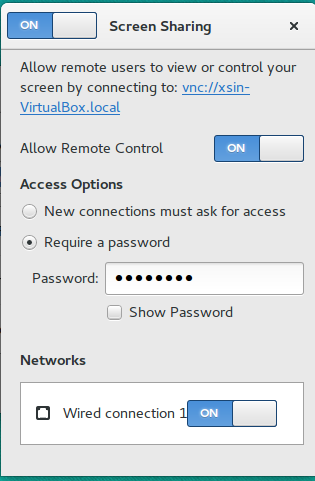 ON Screen Sharing ×
Allow remote users to view or control your
screen by connecting to: vnc://xsin-
VirtualBox.local
Allow Remote Control ON
Access Options
New connections must ask for access
Require a password
Password: ●●●●●●●●
Show Password
Networks
Wired connection 1 ON